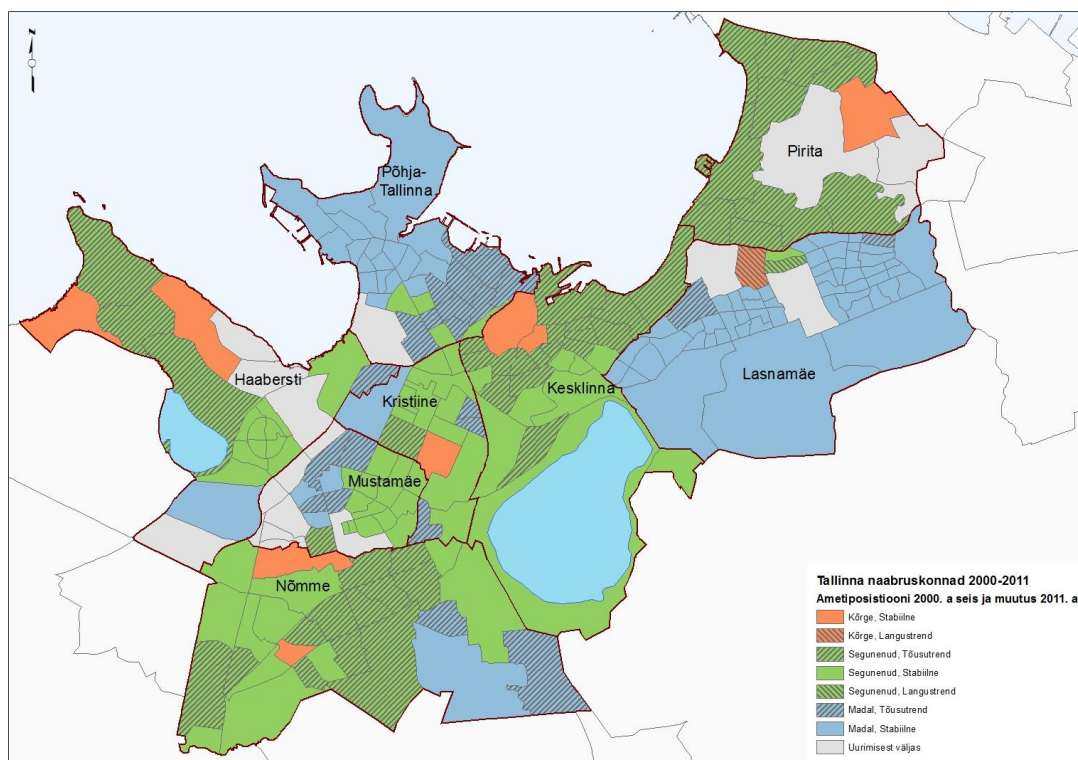 N
Põhja-
Tallinna
Pirita
Haabersti
Kristiine
Kesklinna
Lasnamäe
Mustamäe
Nõmme
Tallinna naabruskonnad 2000-2011
Ametiposistiooni 2000. a seis ja muutus 2011. a
Kõrge, Stabiilne
Kõrge, Langustrend
Segunenud, Tõusutrend
Segunenud, Stabiilne
Segunenud, Langustrend
Madal, Tõusutrend
Madal, Stabiilne
Uurimisest väljas